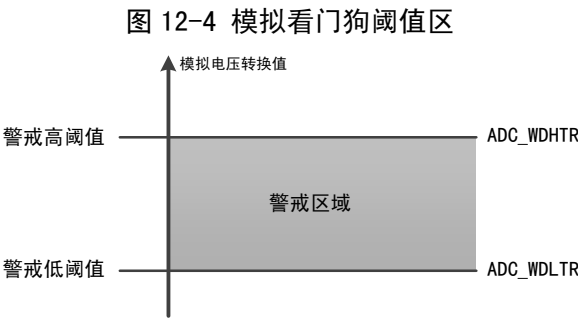 图 12-4 模拟看门狗阈值区
模拟电压转换值
警戒高阈值
ADC_WDHTR
警戒区域
警戒低阈值
ADC_WDLTR